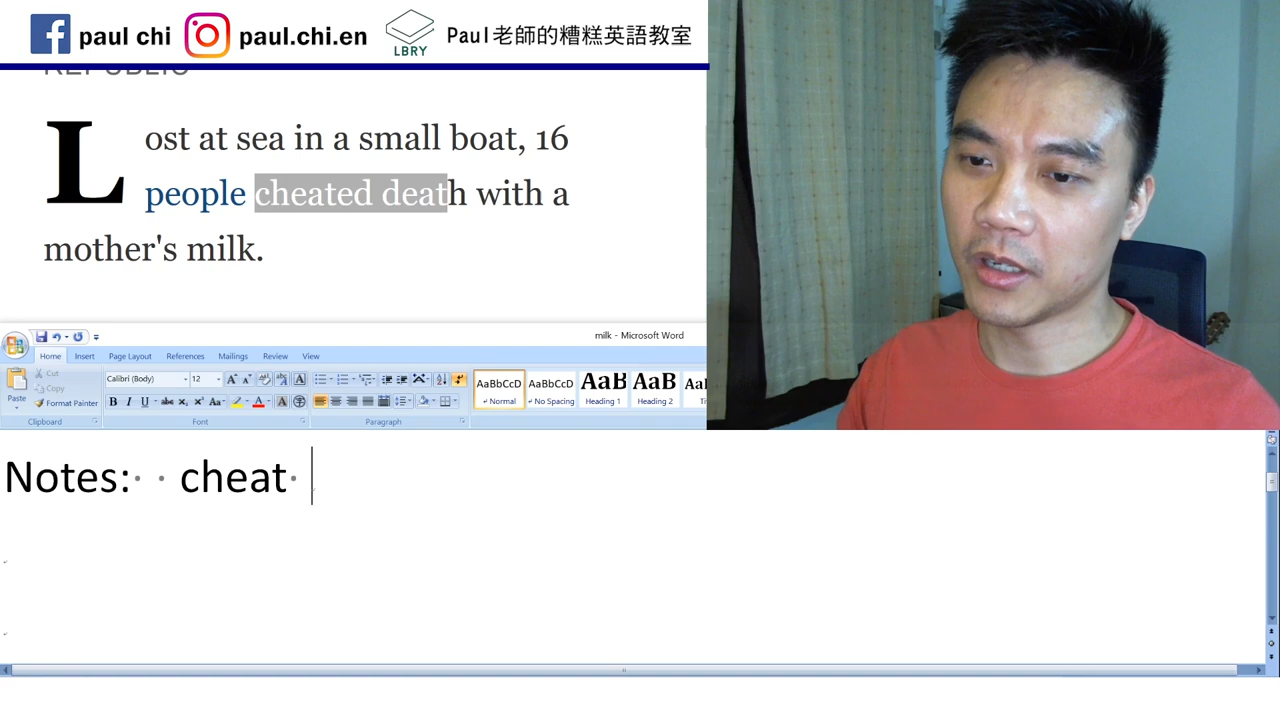 paul chi paul.chi.en LBRY Paul老師的糟糕英語教室
REPUBLIC
Lost at sea in a small boat, 16
people cheated death with a
mother's milk.
milk - Microsoft Word
Home Insert Page Layout References Mailings Review View
Cut
Copy
Paste
Format Painter
Clipboard
Calibri (Body) 12
Font
Paragraph
AaBbCcD AaBbCcD AaB AaB Aa
Normal No Spacing Heading 1 Heading 2
Notes: cheat